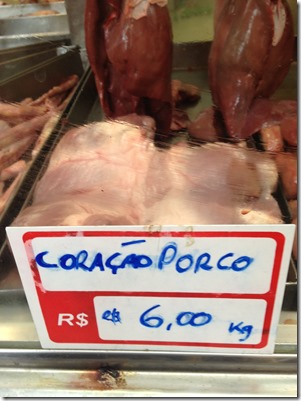 CORAÇÃO PORCO
R$ R$ 6,00 Kg